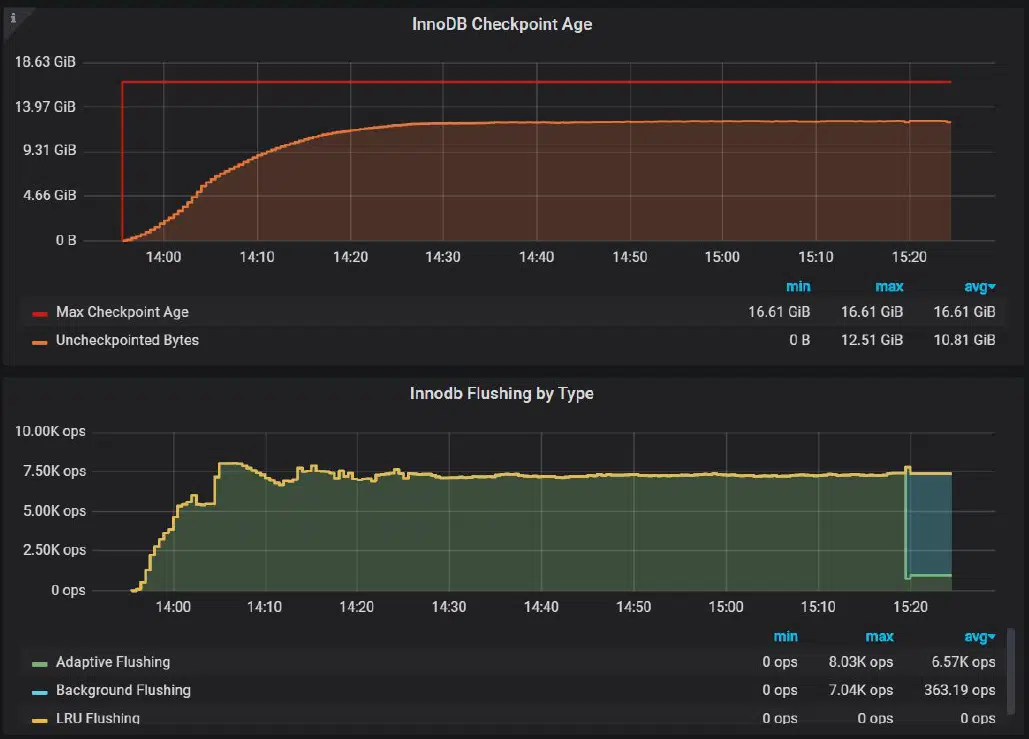 i
InnoDB Checkpoint Age
18.63 GiB
13.97 GiB
9.31 GiB
4.66 GiB
0 B
14:00 14:10 14:20 14:30 14:40 14:50 15:00 15:10 15:20
min max avg
Max Checkpoint Age 16.61 GiB 16.61 GiB 16.61 GiB
Uncheckpointed Bytes 0 B 12.51 GiB 10.81 GiB
Innodb Flushing by Type
10.00K ops
7.50K ops
5.00K ops
2.50K ops
0 ops
14:00 14:10 14:20 14:30 14:40 14:50 15:00 15:10 15:20
min max avg
Adaptive Flushing 0 ops 8.03K ops 6.57K ops
Background Flushing 0 ops 7.04K ops 363.19 ops
LRU Flushing 0 ops 0 ops 0 ops